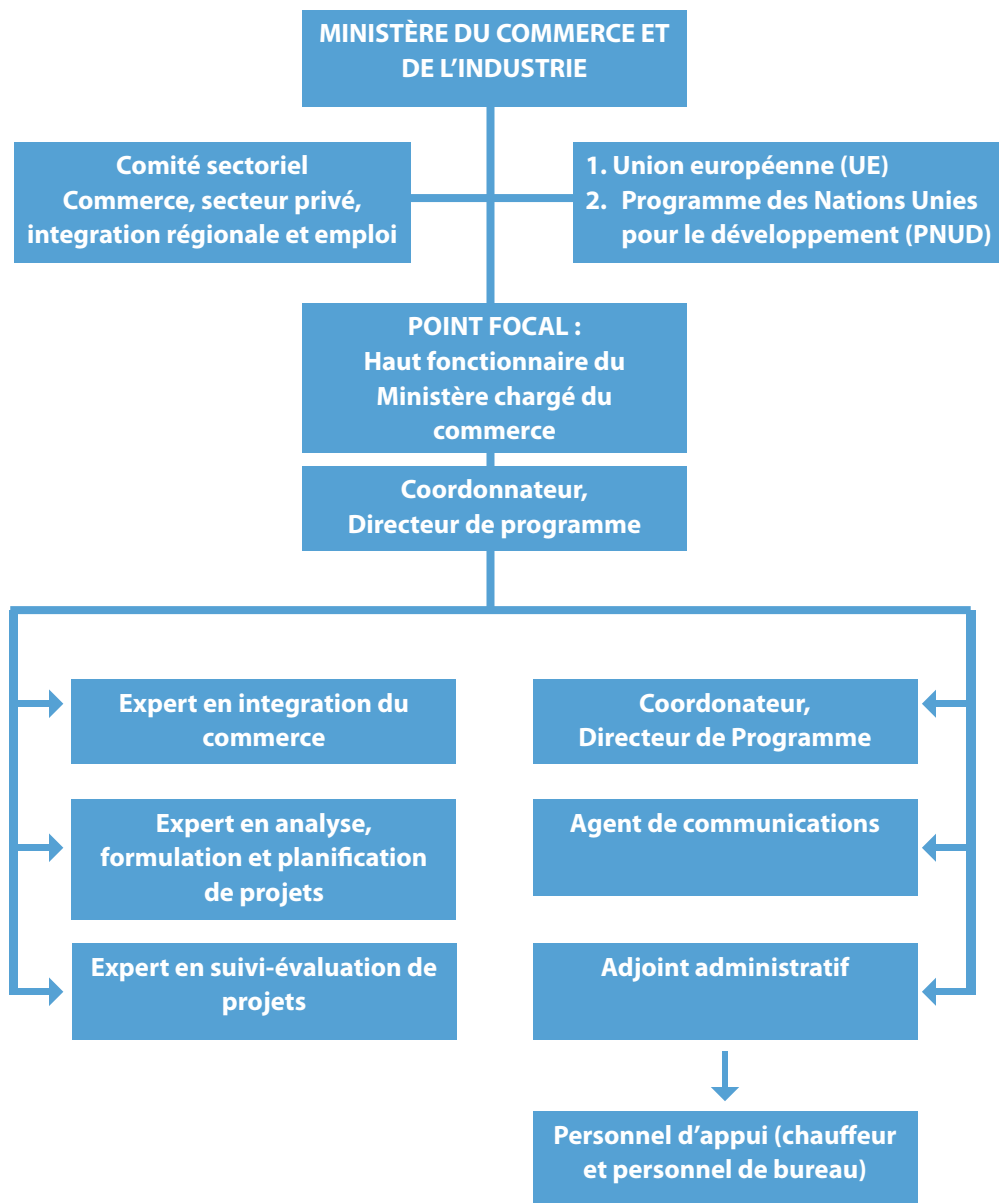 MINISTÈRE DU COMMERCE ET
DE L’INDUSTRIE
Comité sectoriel
Commerce, secteur privé,
integration régionale et emploi
1. Union européenne (UE)
2. Programme des Nations Unies
pour le développement (PNUD)
POINT FOCAL :
Haut fonctionnaire du
Ministère chargé du
commerce
Coordonnateur,
Directeur de programme
Expert en integration du
commerce
Coordonateur,
Directeur de Programme
Expert en analyse,
formulation et planification
de projets
Agent de communications
Expert en suivi-évaluation de
projets
Adjoint administratif
Personnel d’appui (chauffeur
et personnel de bureau)